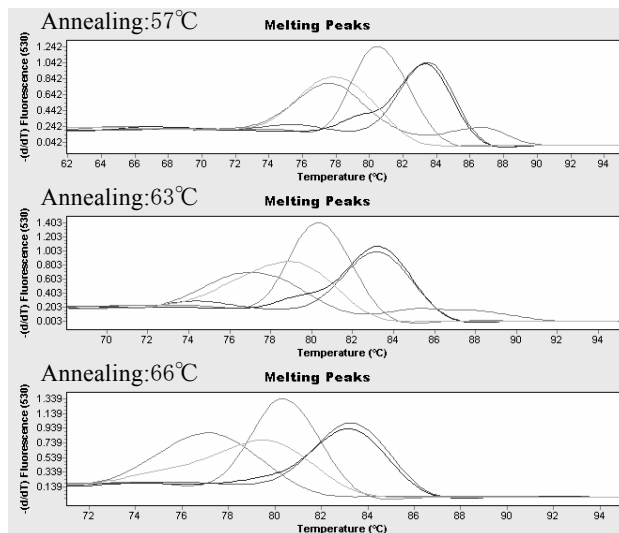 Annealing:57℃
Melting Peaks
-(d/dT) Fluorescence (530)
1.242
1.042
0.842
0.642
0.442
0.242
0.042
62 64 66 68 70 72 74 76 78 80 82 84 86 88 90 92 94
Temperature (°C)
Annealing:63℃
Melting Peaks
-(d/dT) Fluorescence (530)
1.403
1.203
1.003
0.803
0.603
0.403
0.203
0.003
70 72 74 76 78 80 82 84 86 88 90 92 94
Temperature (°C)
Annealing:66℃
Melting Peaks
-(d/dT) Fluorescence (530)
1.339
1.139
0.939
0.739
0.539
0.339
0.139
72 74 76 78 80 82 84 86 88 90 92 94
Temperature (°C)